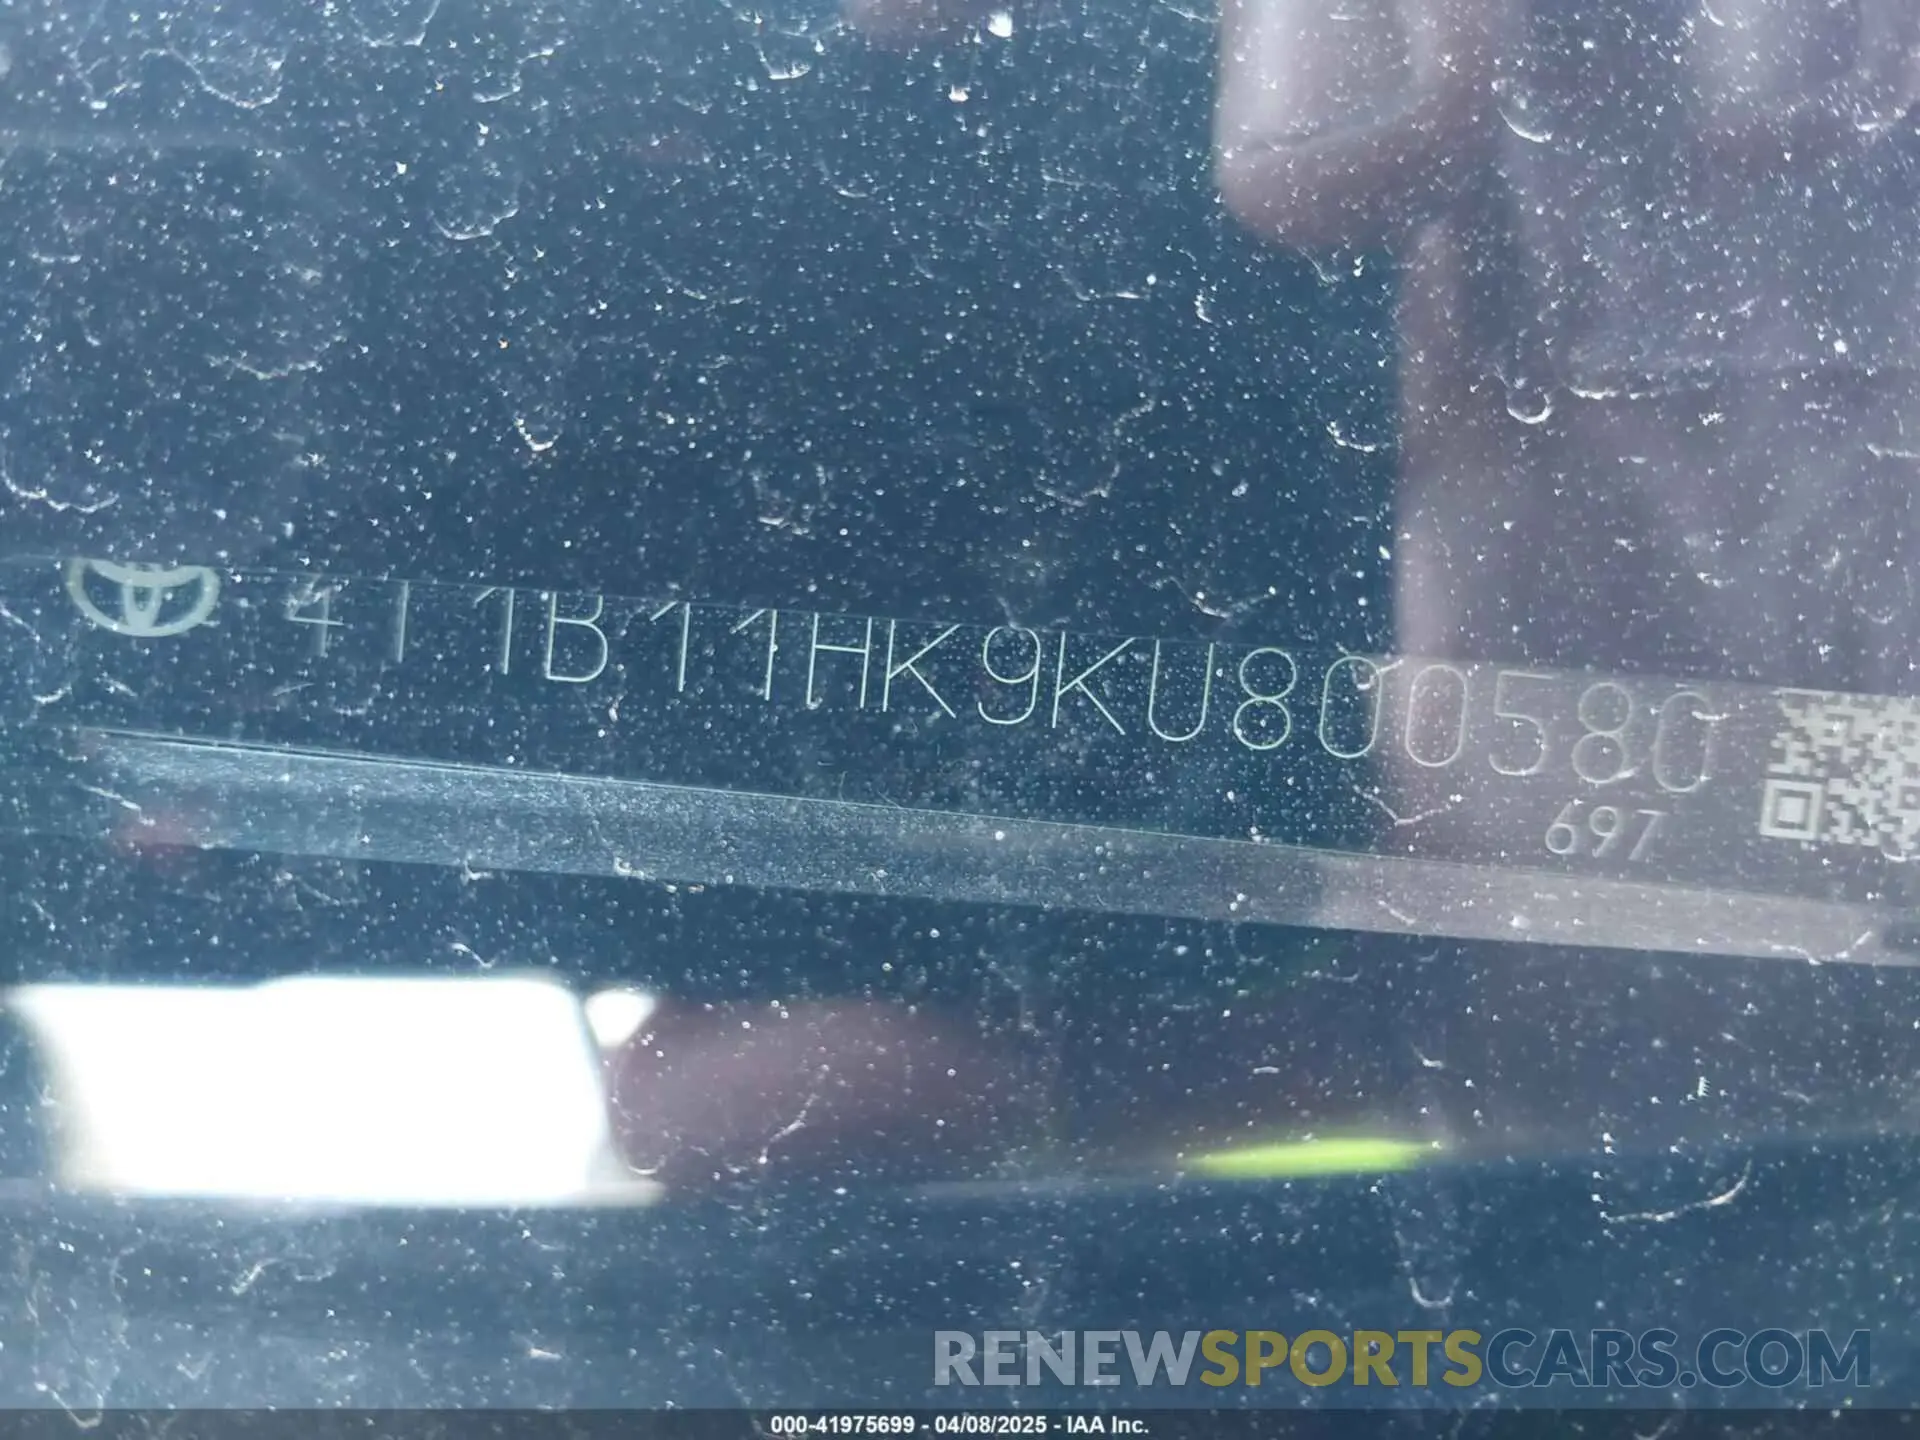 4T1B11HK9KU800580
697
RENEWSPORTSCARS.COM
000-41975699 - 04/08/2025 - IAA Inc.